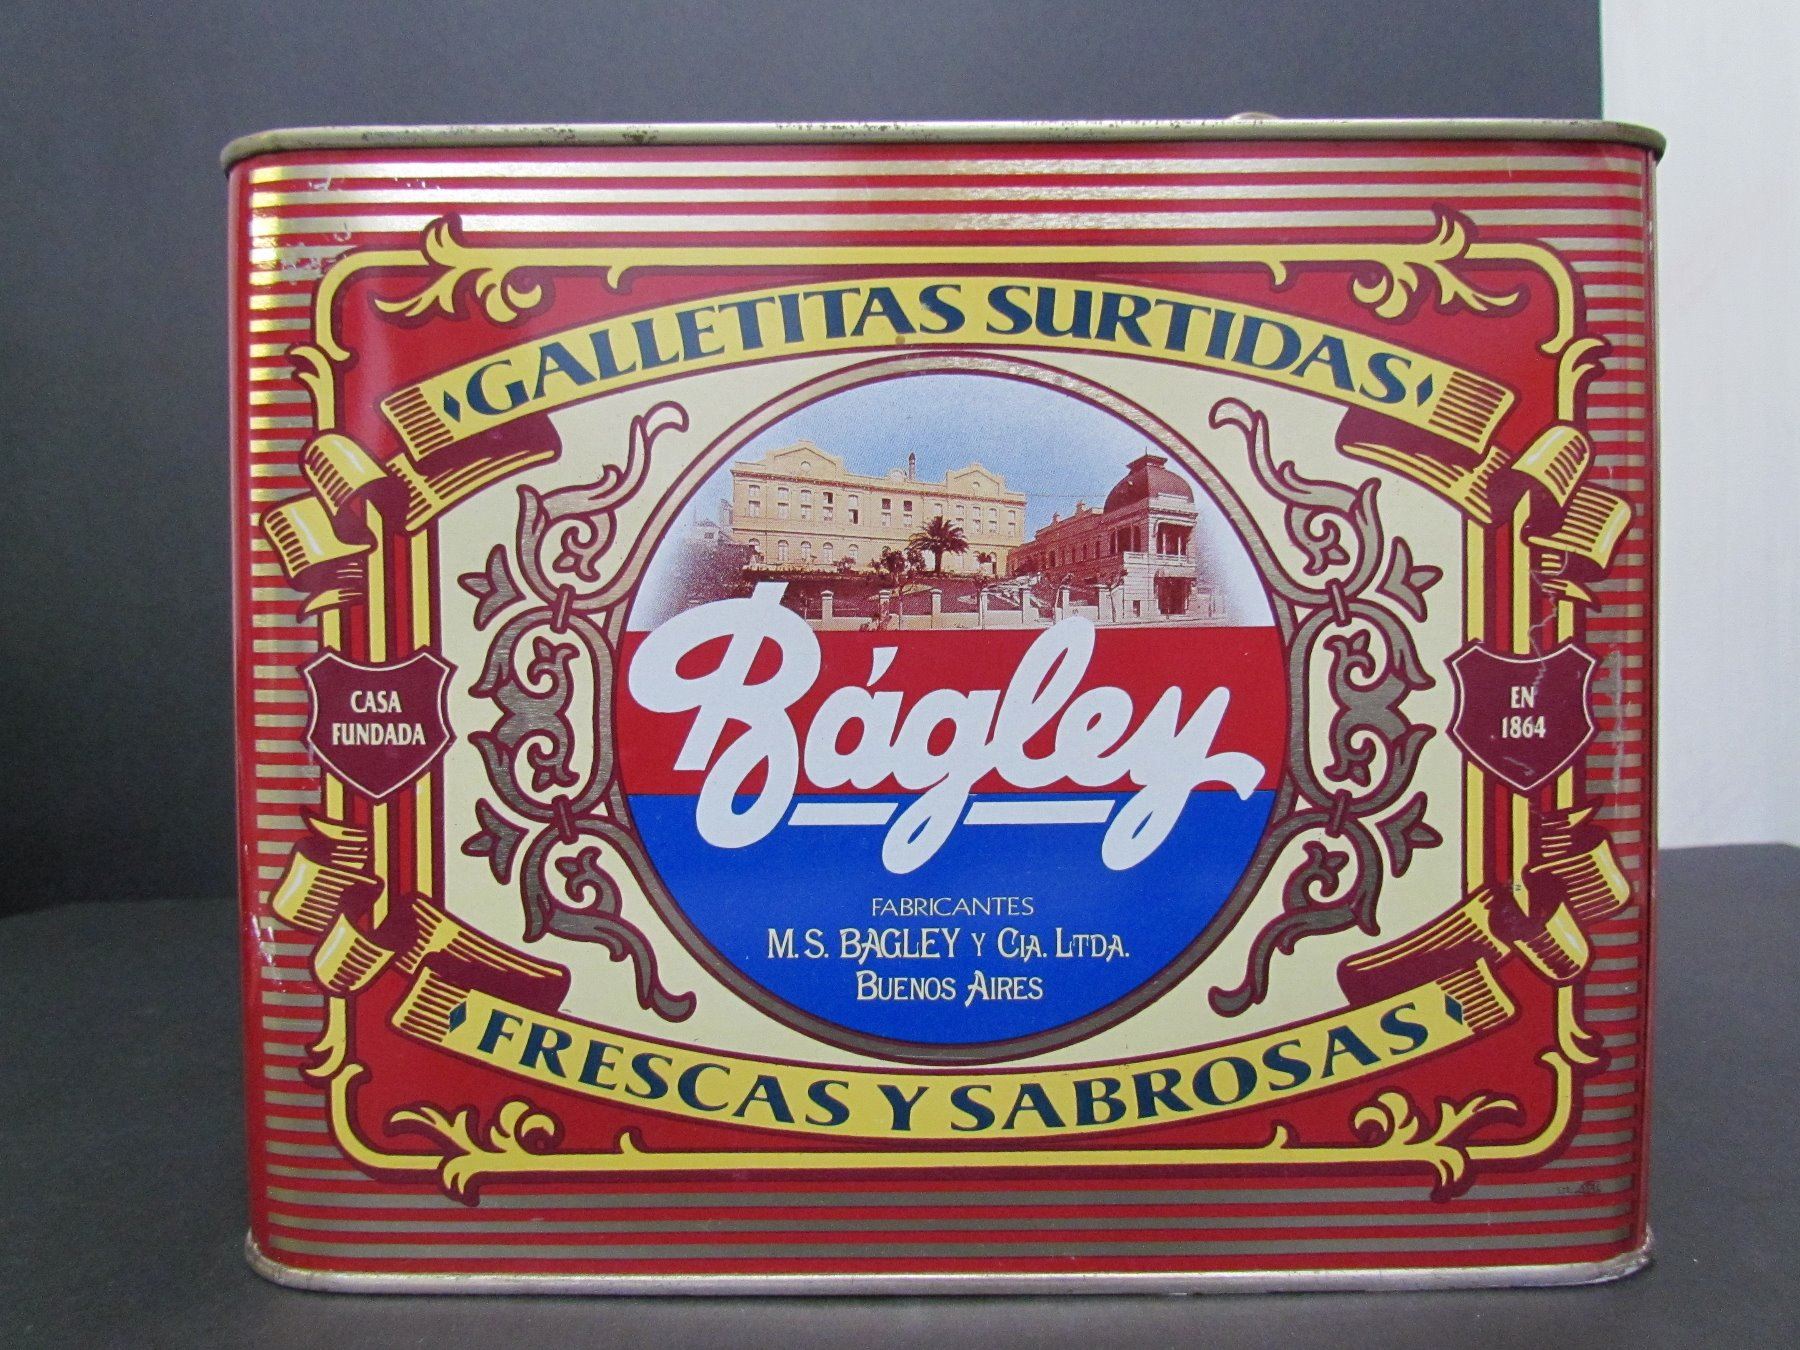 GALLETITAS SURTIDAS
CASA
FUNDADA
EN
1864
Bágley
FABRICANTES
M.S. BAGLEY Y CIA. LTDA.
BUENOS AIRES
FRESCAS Y SABROSAS